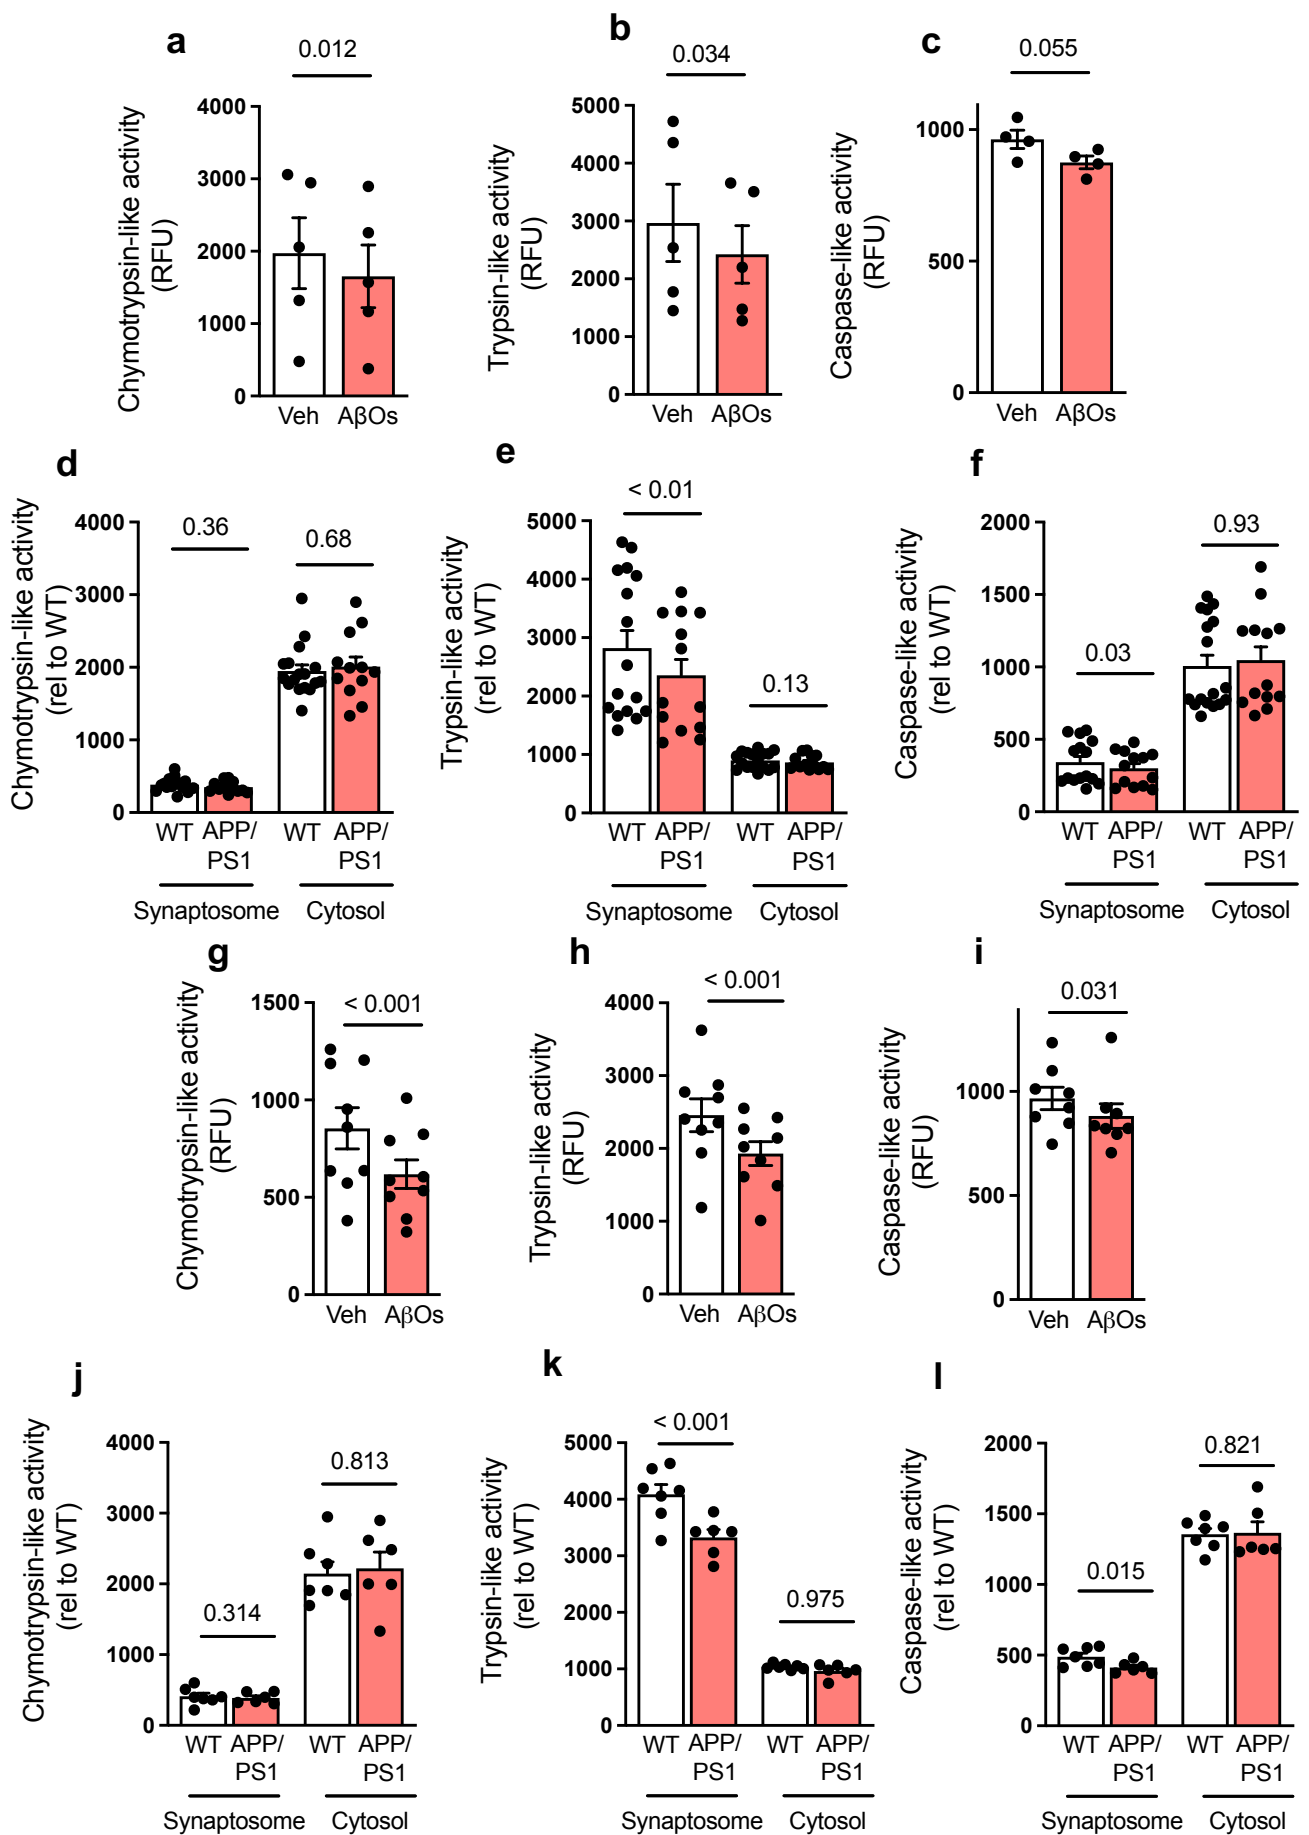 a
0.012
Chymotrypsin-like activity
(RFU)
4000
3000
2000
1000
0
Veh
AβOs
b
0.034
Trypsin-like activity
(RFU)
5000
4000
3000
2000
1000
0
Veh
AβOs
c
0.055
Caspase-like activity
(RFU)
1000
500
0
Veh
AβOs
d
Chymotrypsin-like activity
(rel to WT)
4000
3000
2000
1000
0
0.36
0.68
WT
APP/
PS1
WT
APP/
PS1
Synaptosome
Cytosol
e
Trypsin-like activity
(rel to WT)
5000
4000
3000
2000
1000
0
< 0.01
0.13
WT
APP/
PS1
WT
APP/
PS1
Synaptosome
Cytosol
f
Caspase-like activity
(rel to WT)
2000
1500
1000
500
0
0.03
0.93
WT
APP/
PS1
WT
APP/
PS1
Synaptosome
Cytosol
g
Chymotrypsin-like activity
(RFU)
1500
1000
500
0
< 0.001
Veh
AβOs
h
Trypsin-like activity
(RFU)
4000
3000
2000
1000
0
< 0.001
Veh
AβOs
i
Caspase-like activity
(RFU)
1000
500
0
0.031
Veh
AβOs
j
Chymotrypsin-like activity
(rel to WT)
4000
3000
2000
1000
0
0.314
0.813
WT
APP/
PS1
WT
APP/
PS1
Synaptosome
Cytosol
k
Trypsin-like activity
(rel to WT)
5000
4000
3000
2000
1000
0
< 0.001
0.975
WT
APP/
PS1
WT
APP/
PS1
Synaptosome
Cytosol
l
Caspase-like activity
(rel to WT)
2000
1500
1000
500
0
0.015
0.821
WT
APP/
PS1
WT
APP/
PS1
Synaptosome
Cytosol